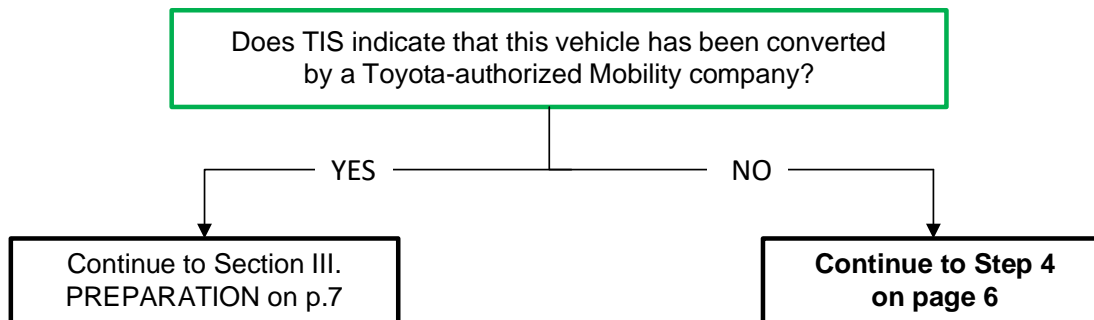 Does TIS indicate that this vehicle has been converted
by a Toyota-authorized Mobility company?
YES
NO
Continue to Section III.
PREPARATION on p.7
Continue to Step 4
on page 6